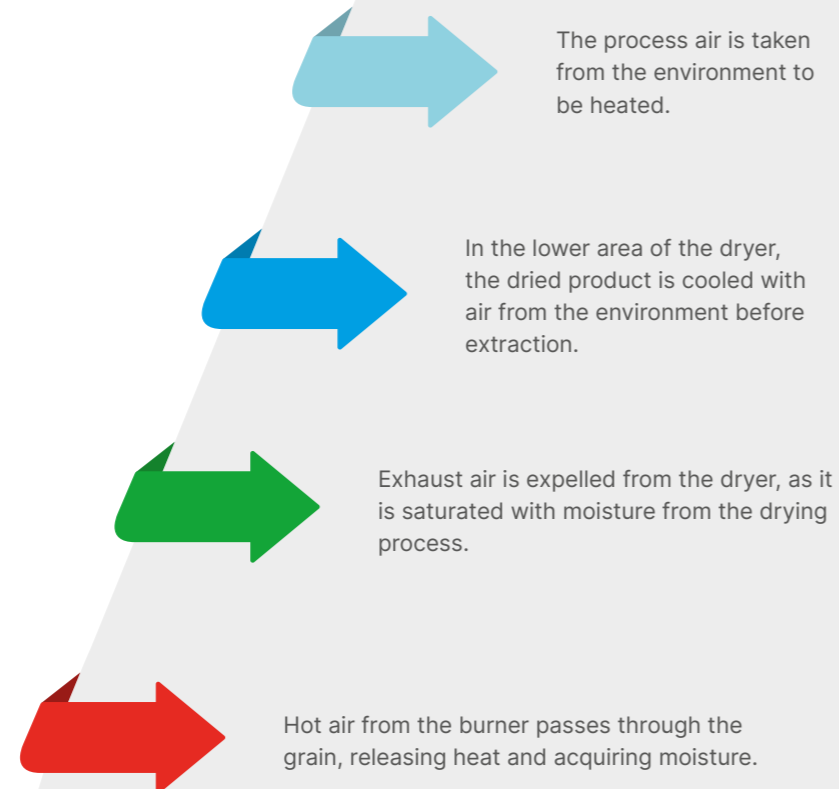 The process air is taken
from the environment to
be heated.
In the lower area of the dryer,
the dried product is cooled with
air from the environment before
extraction.
Exhaust air is expelled from the dryer, as it
is saturated with moisture from the drying
process.
Hot air from the burner passes through the
grain, releasing heat and acquiring moisture.